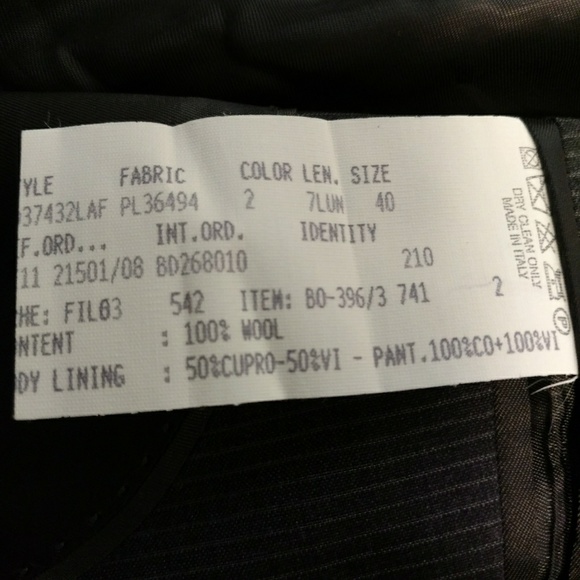 YLE FABRIC COLOR LEN. SIZE
37432LAF PL36494 2 7LUN 40
F.ORD... INT.ORD. IDENTITY
11 21501/08 BD268010 210
HE: FIL03 542 ITEM: BO-396/3 741 2
NTENT : 100% WOOL
DY LINING : 50%CUPRO-50%VI - PANT.100%CO+100%VI
DRY CLEAN ONLY
MADE IN ITALY
P